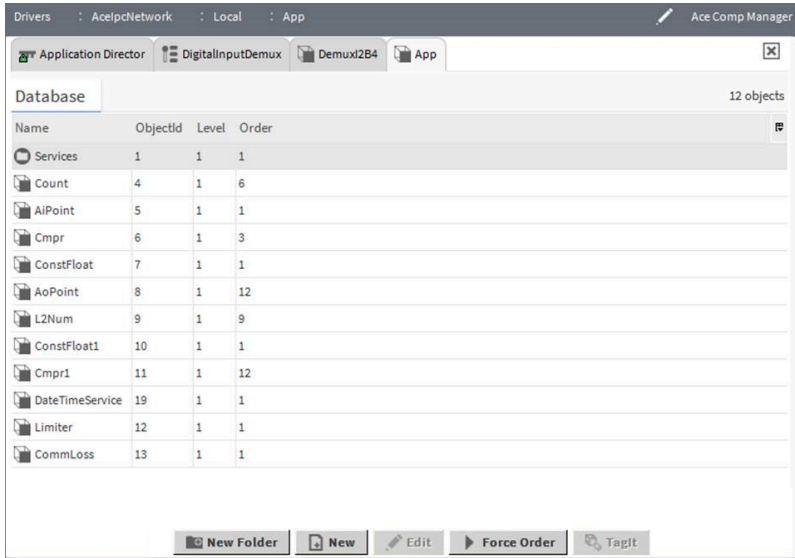 Drivers : AceIpcNetwork : Local : App Ace Comp Manager
Application Director DigitalInputDemux DemuxI2B4 App
Database 12 objects
Name ObjectId Level Order
Services 1 1 1
Count 4 1 6
AiPoint 5 1 1
Cmpr 6 1 3
ConstFloat 7 1 1
AoPoint 8 1 12
L2Num 9 1 9
ConstFloat1 10 1 1
Cmpr1 11 1 12
DateTimeService 19 1 1
Limiter 12 1 1
CommLoss 13 1 1
New Folder New Edit Force Order TagIt